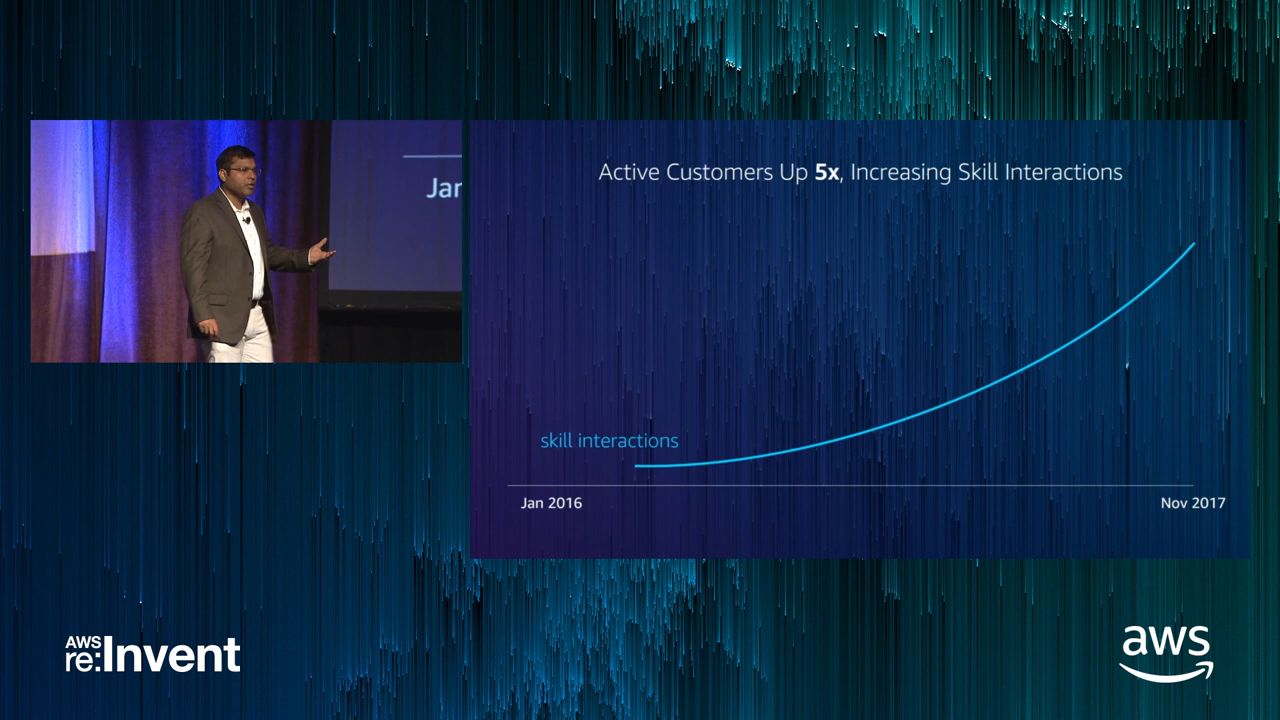 Jan
Active Customers Up 5x, Increasing Skill Interactions
skill interactions
Jan 2016
Nov 2017
AWS
re:Invent
aws